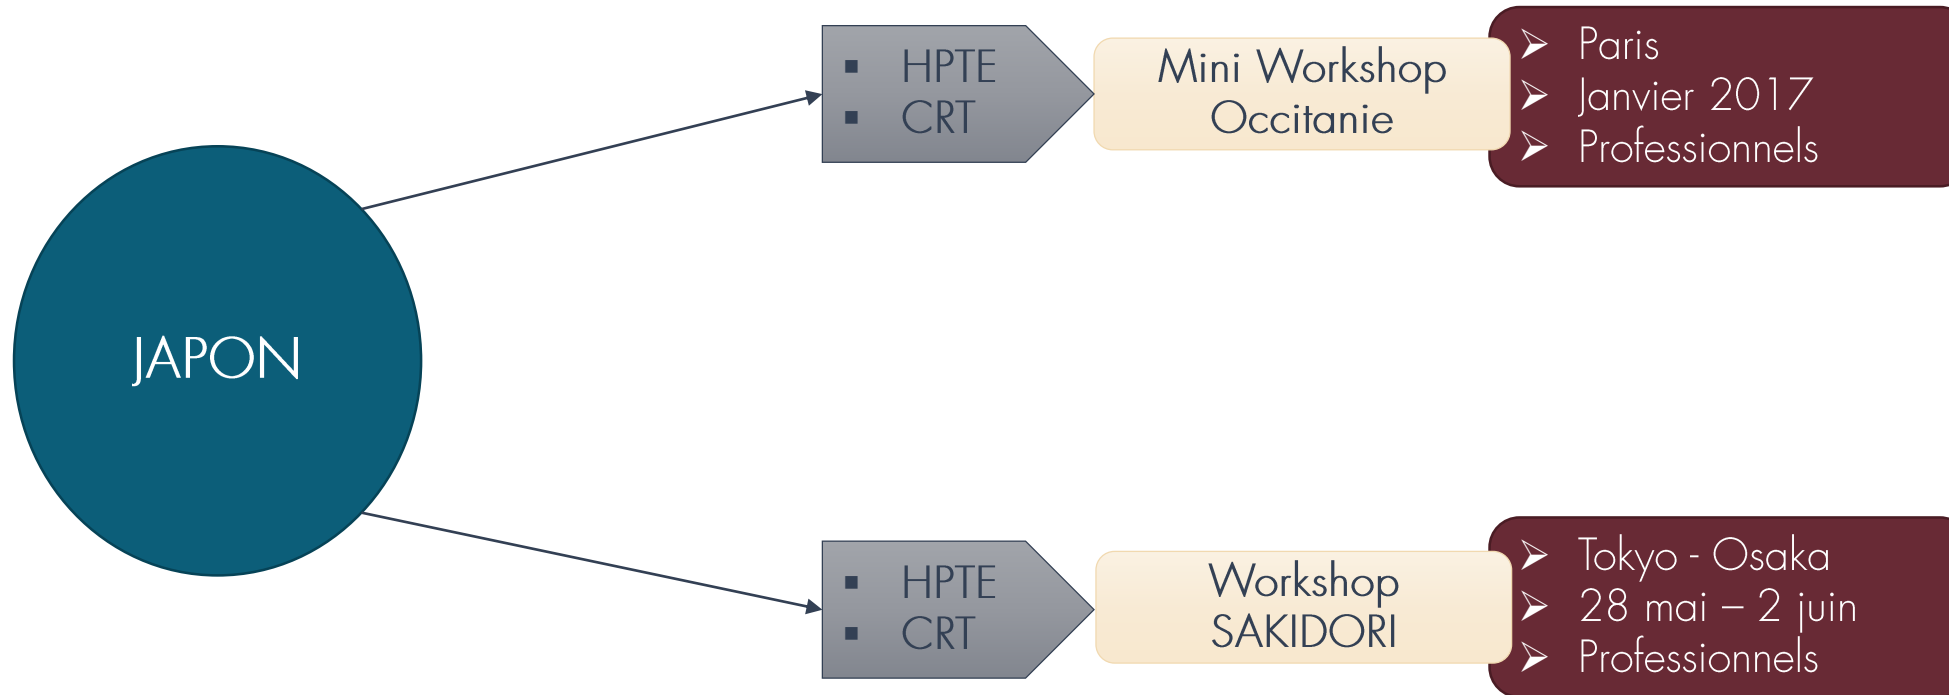 JAPON
HPTE
CRT
Mini Workshop
Occitanie
Paris
Janvier 2017
Professionnels
HPTE
CRT
Workshop
SAKIDORI
Tokyo - Osaka
28 mai – 2 juin
Professionnels